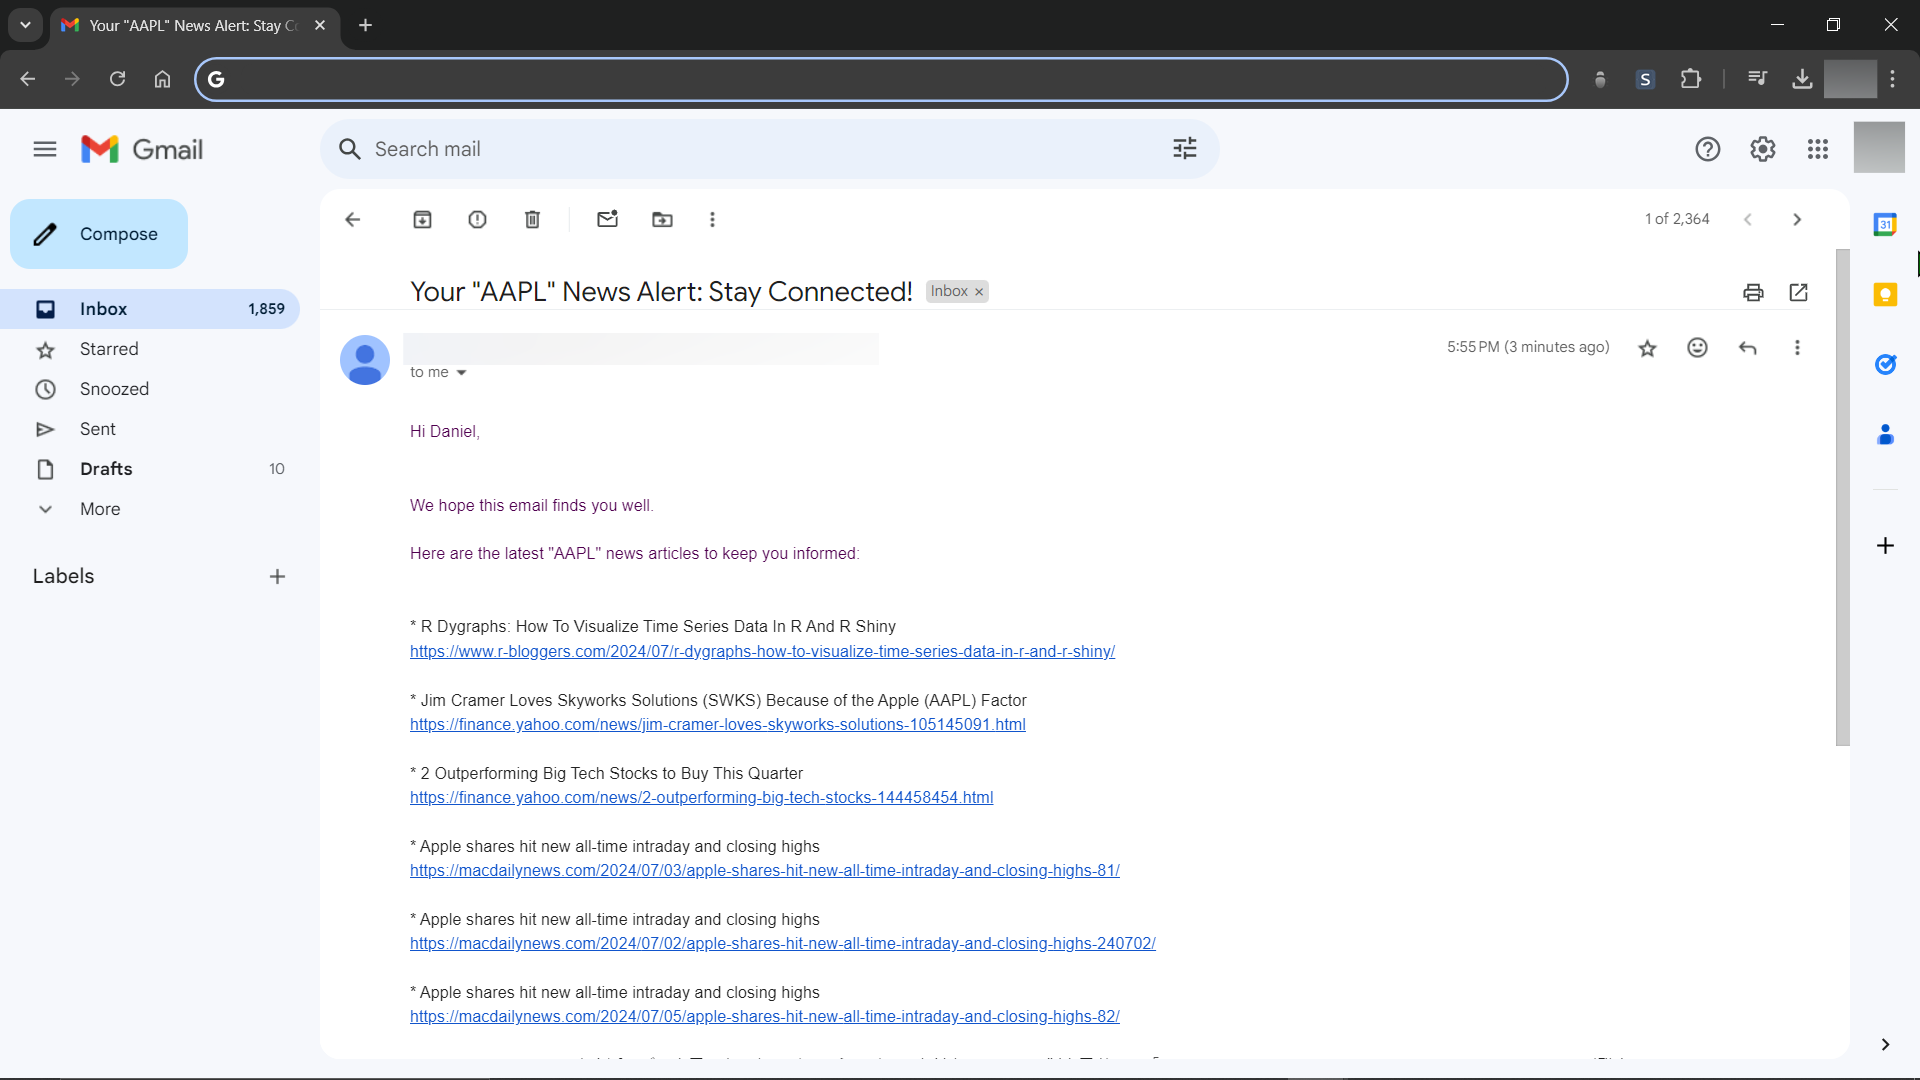 Your "AAPL" News Alert: Stay C
Gmail
Search mail
Compose
1 of 2,364
31
Your "AAPL" News Alert: Stay Connected!
Inbox ×
Inbox 1,859
Starred
5:55 PM (3 minutes ago)
to me
Snoozed
Sent
Hi Daniel,
Drafts 10
More
We hope this email finds you well.
Here are the latest "AAPL" news articles to keep you informed:
Labels
* R Dygraphs: How To Visualize Time Series Data In R And R Shiny
https://www.r-bloggers.com/2024/07/r-dygraphs-how-to-visualize-time-series-data-in-r-and-r-shiny/
* Jim Cramer Loves Skyworks Solutions (SWKS) Because of the Apple (AAPL) Factor
https://finance.yahoo.com/news/jim-cramer-loves-skyworks-solutions-105145091.html
* 2 Outperforming Big Tech Stocks to Buy This Quarter
https://finance.yahoo.com/news/2-outperforming-big-tech-stocks-144458454.html
* Apple shares hit new all-time intraday and closing highs
https://macdailynews.com/2024/07/03/apple-shares-hit-new-all-time-intraday-and-closing-highs-81/
* Apple shares hit new all-time intraday and closing highs
https://macdailynews.com/2024/07/02/apple-shares-hit-new-all-time-intraday-and-closing-highs-240702/
* Apple shares hit new all-time intraday and closing highs
https://macdailynews.com/2024/07/05/apple-shares-hit-new-all-time-intraday-and-closing-highs-82/